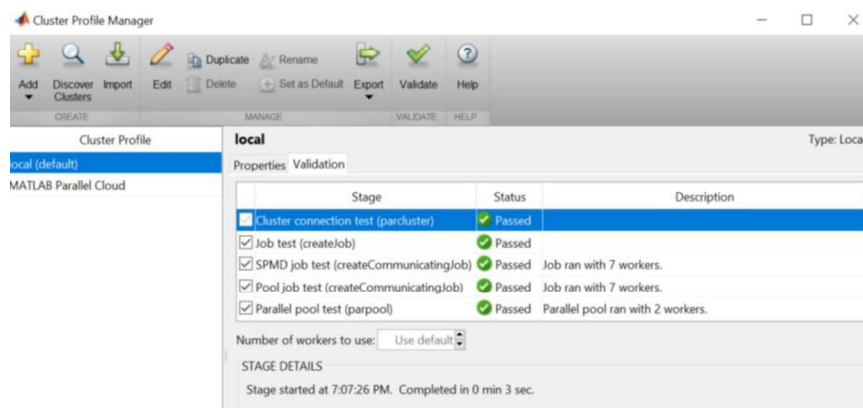 Cluster Profile Manager
Duplicate Rename
Add Discover Clusters Import Edit Delete Set as Default Export Validate Help
CREATE MANAGE VALIDATE HELP
Cluster Profile
local (default)
MATLAB Parallel Cloud
local Type: Loca
Properties Validation
Stage Status Description
Cluster connection test (parcluster) Passed
Job test (createJob) Passed
SPMD job test (createCommunicatingJob) Passed Job ran with 7 workers.
Pool job test (createCommunicatingJob) Passed Job ran with 7 workers.
Parallel pool test (parpool) Passed Parallel pool ran with 2 workers.
Number of workers to use: Use default
STAGE DETAILS
Stage started at 7:07:26 PM. Completed in 0 min 3 sec.